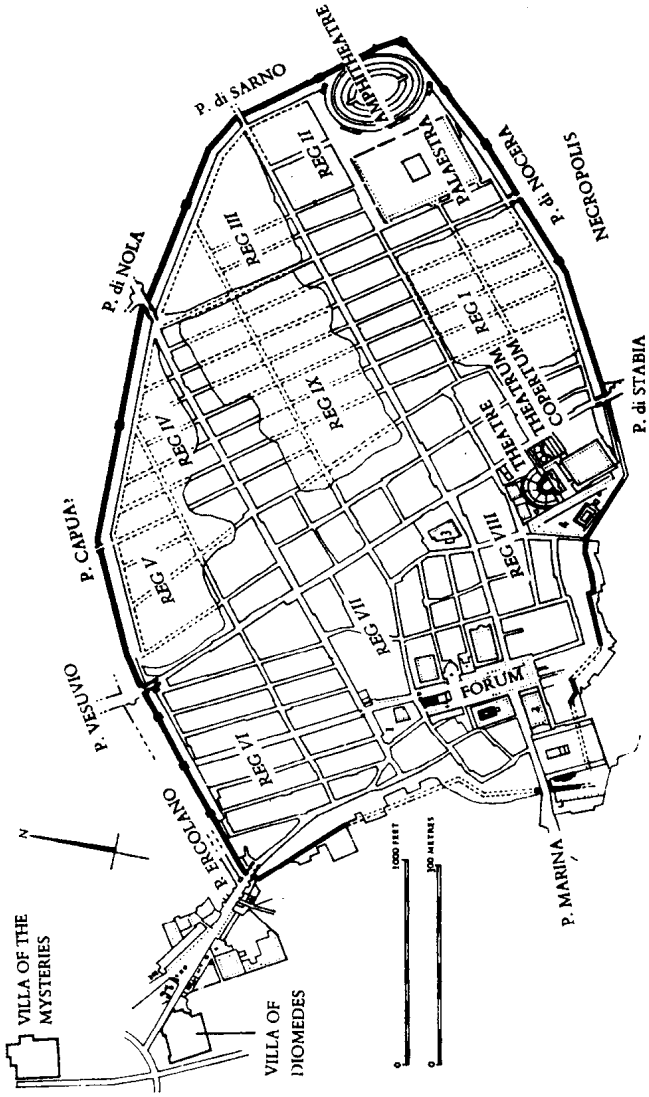 P. di SARNO
AMPHITHEATRE
REG II
PALAESTRA
P. di NOCERA
NECROPOLIS
REG III
P. di NOLA
REG I
REG IX
REG IV
THEATRE
THEATRUM
COPERTUM
P. di STABIA
P. CAPUA?
REG V
REG VIII
REG VII
P. VESUVIO
FORUM
REG VI
P. ERCOLANO
N
P. MARINA
VILLA OF THE
MYSTERIES
VILLA OF
DIOMEDES
0 1000 FEET
0 300 METRES